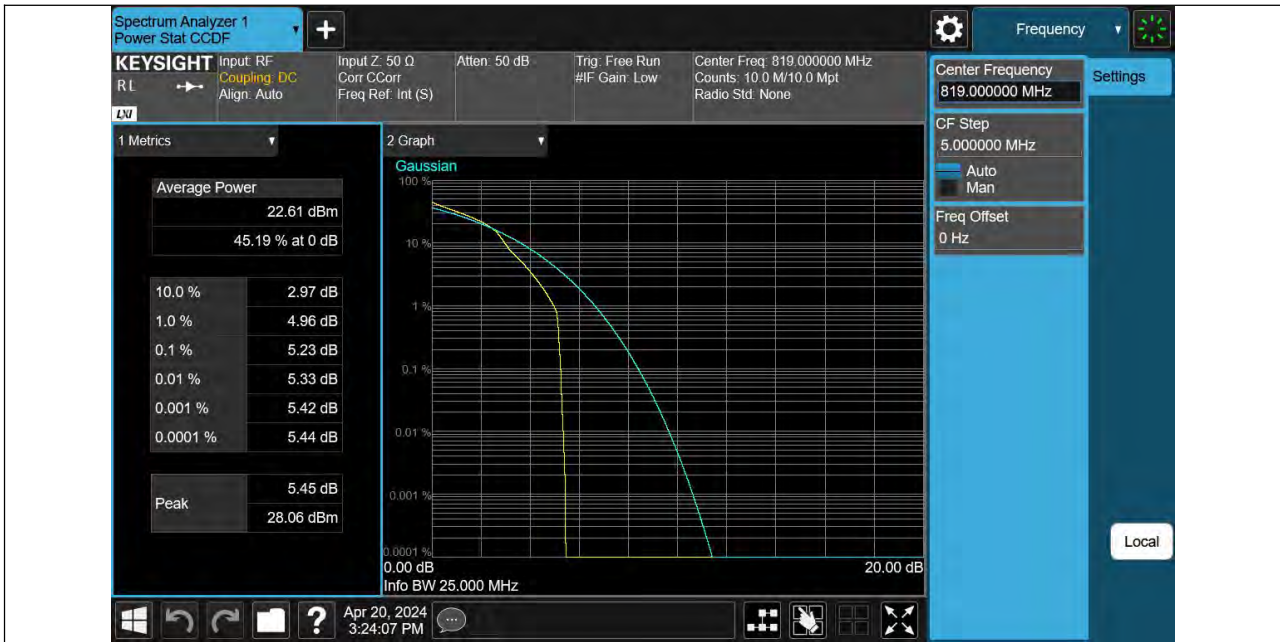 Spectrum Analyzer 1
Power Stat CCDF
Frequency
KEYSIGHT
RL
LXI
Input: RF
Coupling: DC
Align: Auto
Input Z: 50 Ω
Corr CCorr
Freq Ref: Int (S)
Atten: 50 dB
Trig: Free Run
#IF Gain: Low
Center Freq: 819.000000 MHz
Counts: 10.0 M/10.0 Mpt
Radio Std: None
Center Frequency
819.000000 MHz
Settings
CF Step
5.000000 MHz
Auto
Man
Freq Offset
0 Hz
1 Metrics
Average Power
22.61 dBm
45.19 % at 0 dB
10.0 % 2.97 dB
1.0 % 4.96 dB
0.1 % 5.23 dB
0.01 % 5.33 dB
0.001 % 5.42 dB
0.0001 % 5.44 dB
Peak
5.45 dB
28.06 dBm
2 Graph
Gaussian
100 %
10 %
1 %
0.1 %
0.01 %
0.001 %
0.0001 %
0.00 dB 20.00 dB
Info BW 25.000 MHz
Local
Apr 20, 2024
3:24:07 PM